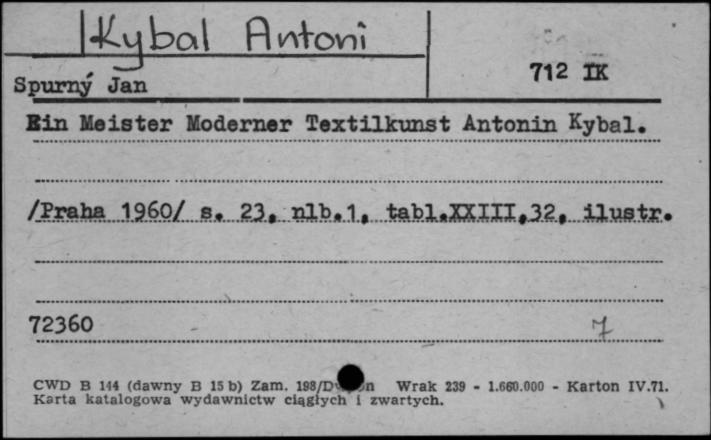 Kybal Antoni
712 IK
Spurný Jan
Ein Meister Moderner Textilkunst Antonin Kybal.
/Praha 1960/ s. 23, nlb.1, tabl.XXIII,32, ilustr.
72360 7
CWD B 144 (dawny B 15 b) Zam. 198/D Wrak 239 - 1.660.000 - Karton IV.71.
Karta katalogowa wydawnictw ciągłych i zwartych.